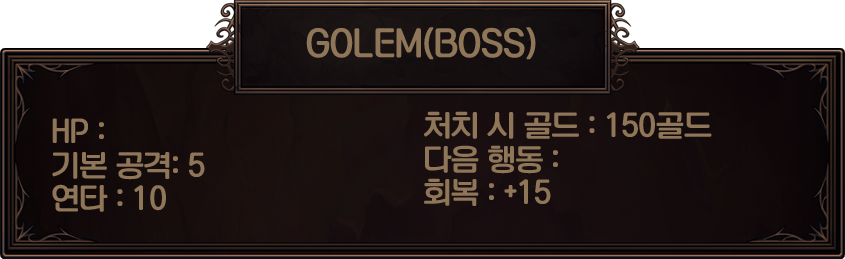 GOLEM(BOSS)
HP :
기본 공격: 5
연타 : 10
처치 시 골드 : 150골드
다음 행동 :
회복 : +15